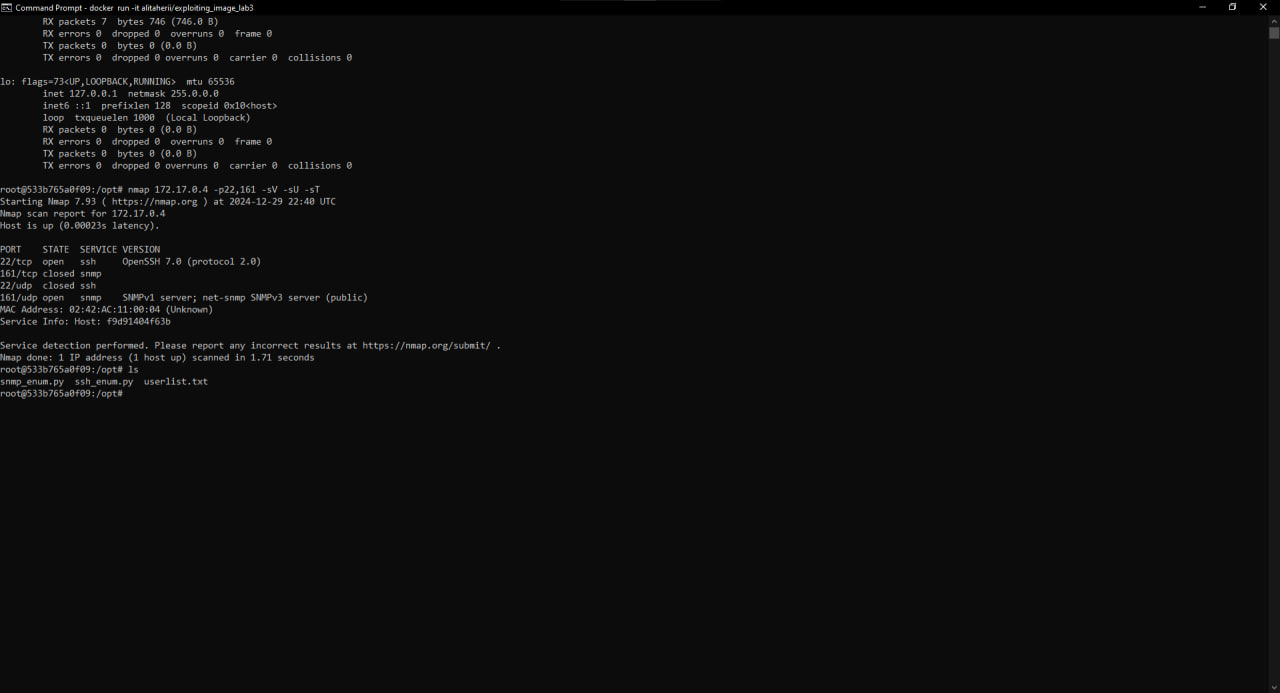 Command Prompt - docker run -it alitaherii/exploiting_image_lab3
RX packets 7  bytes 746 (746.0 B)
RX errors 0  dropped 0  overruns 0  frame 0
TX packets 0  bytes 0 (0.0 B)
TX errors 0  dropped 0 overruns 0  carrier 0  collisions 0
lo: flags=73<UP,LOOPBACK,RUNNING>  mtu 65536
inet 127.0.0.1  netmask 255.0.0.0
inet6 ::1  prefixlen 128  scopeid 0x10<host>
loop  txqueuelen 1000  (Local Loopback)
RX packets 0  bytes 0 (0.0 B)
RX errors 0  dropped 0  overruns 0  frame 0
TX packets 0  bytes 0 (0.0 B)
TX errors 0  dropped 0 overruns 0  carrier 0  collisions 0
root@533b765a0f09:/opt# nmap 172.17.0.4 -p22,161 -sV -sU -sT
Starting Nmap 7.93 ( https://nmap.org ) at 2024-12-29 22:40 UTC
Nmap scan report for 172.17.0.4
Host is up (0.00023s latency).
PORT    STATE  SERVICE VERSION
22/tcp  open   ssh     OpenSSH 7.0 (protocol 2.0)
161/tcp closed snmp
22/udp  closed ssh
161/udp open   snmp    SNMPv1 server; net-snmp SNMPv3 server (public)
MAC Address: 02:42:AC:11:00:04 (Unknown)
Service Info: Host: f9d91404f63b
Service detection performed. Please report any incorrect results at https://nmap.org/submit/ .
Nmap done: 1 IP address (1 host up) scanned in 1.71 seconds
root@533b765a0f09:/opt# ls
snmp_enum.py  ssh_enum.py  userlist.txt
root@533b765a0f09:/opt#